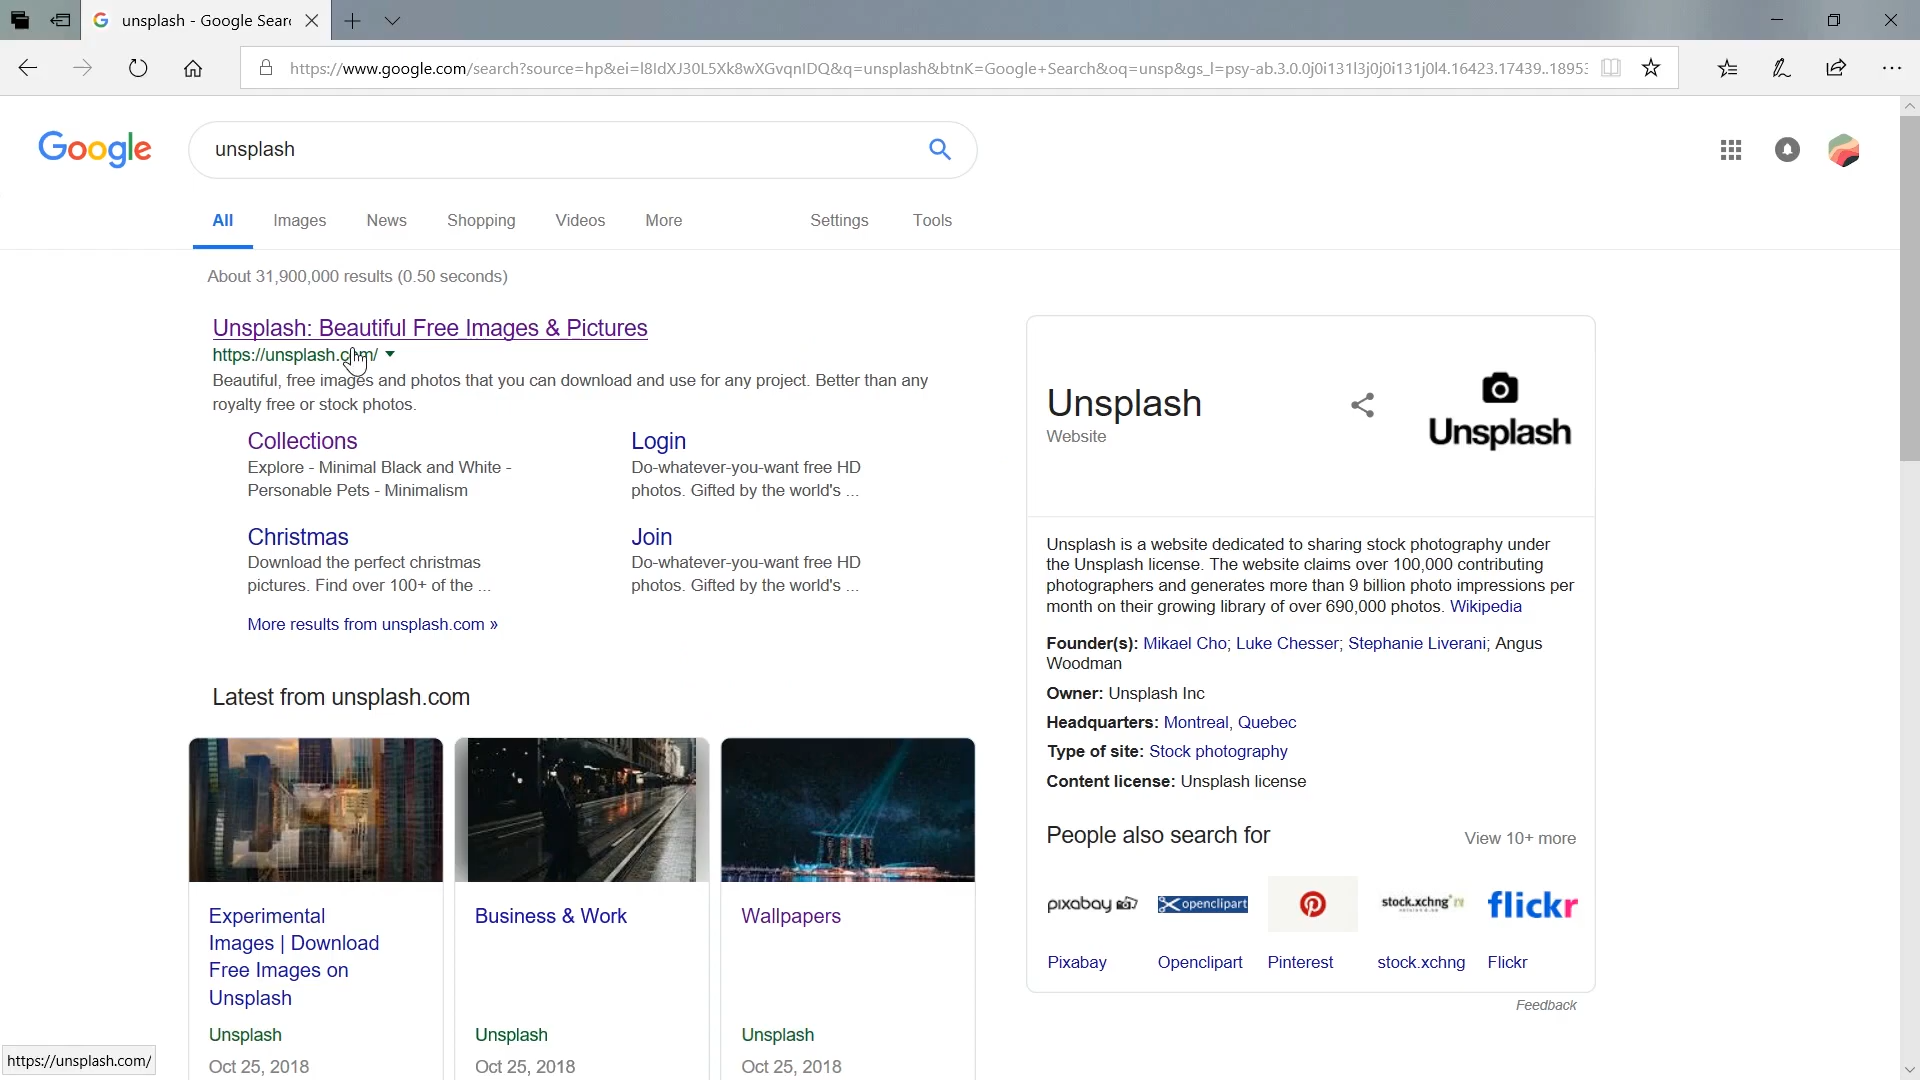 unsplash - Google Sear
https://www.google.com/search?source=hp&ei=I8IdXJ30L5Xk8wXGvqnIDQ&q=unsplash&btnK=Google+Search&oq=unsp&gs_l=psy-ab.3.0.0j0i131l3j0j0i131j0l4.16423.17439..1895
Google
unsplash
All Images News Shopping Videos More Settings Tools
About 31,900,000 results (0.50 seconds)
Unsplash: Beautiful Free Images & Pictures
https://unsplash.com/
Beautiful, free images and photos that you can download and use for any project. Better than any
royalty free or stock photos.
Collections
Explore - Minimal Black and White -
Personable Pets - Minimalism
Login
Do-whatever-you-want free HD
photos. Gifted by the world's ...
Christmas
Download the perfect christmas
pictures. Find over 100+ of the ...
Join
Do-whatever-you-want free HD
photos. Gifted by the world's ...
More results from unsplash.com »
Latest from unsplash.com
Experimental
Images | Download
Free Images on
Unsplash
Unsplash
Oct 25, 2018
Business & Work
Unsplash
Oct 25, 2018
Wallpapers
Unsplash
Oct 25, 2018
Unsplash
Website
Unsplash
Unsplash is a website dedicated to sharing stock photography under
the Unsplash license. The website claims over 100,000 contributing
photographers and generates more than 9 billion photo impressions per
month on their growing library of over 690,000 photos. Wikipedia
Founder(s): Mikael Cho; Luke Chesser; Stephanie Liverani; Angus
Woodman
Owner: Unsplash Inc
Headquarters: Montreal, Quebec
Type of site: Stock photography
Content license: Unsplash license
People also search for View 10+ more
pixabay openclipart stock.xchng flickr
Pixabay Openclipart Pinterest stock.xchng Flickr
Feedback
https://unsplash.com/